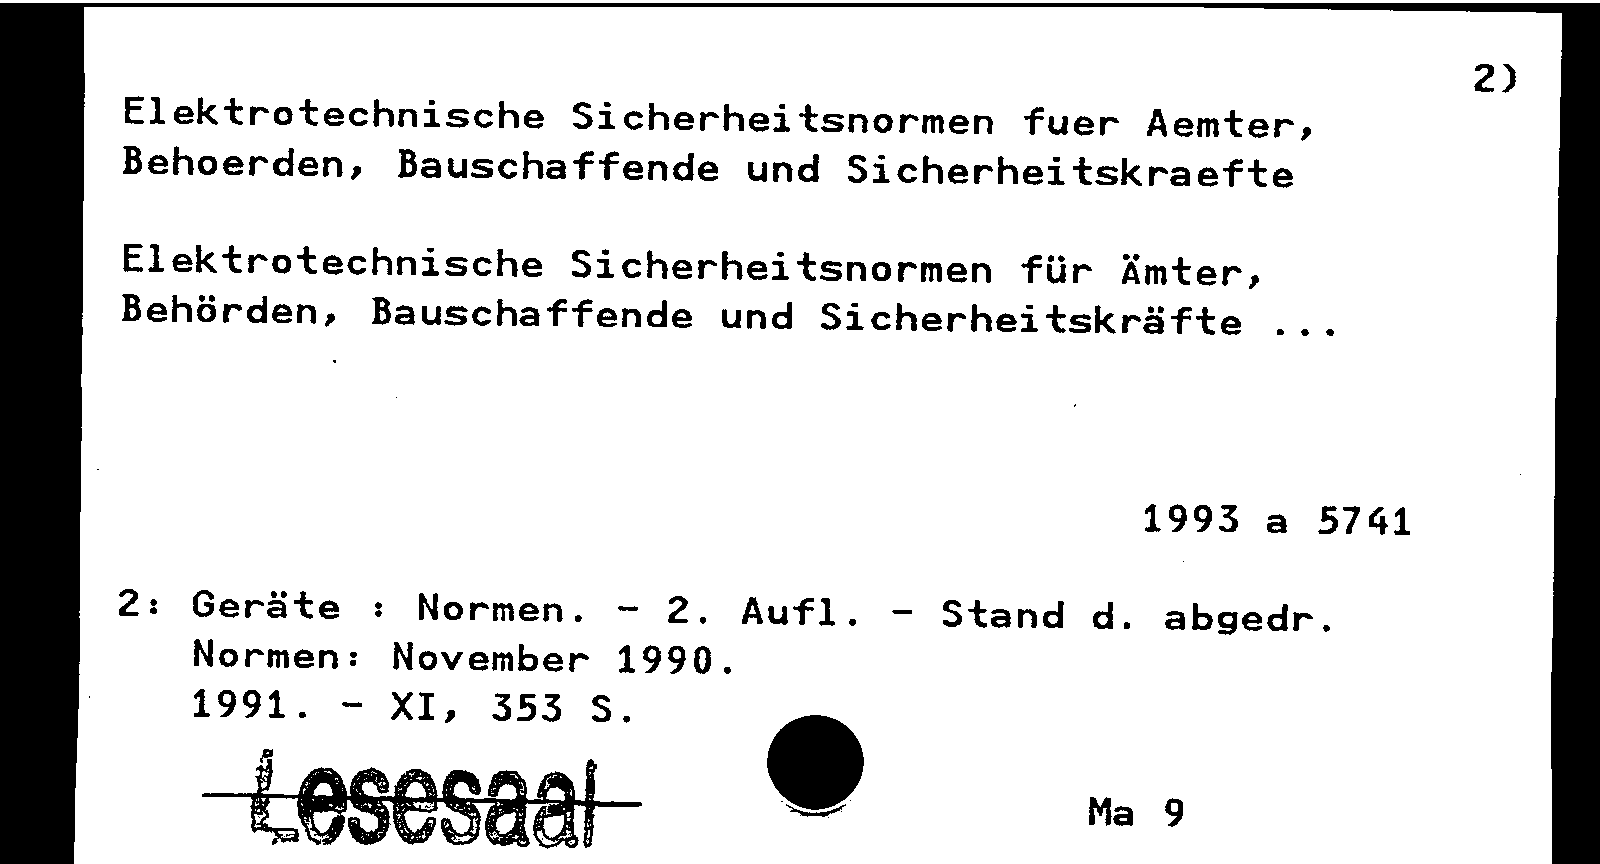 2)
Elektrotechnische Sicherheitsnormen fuer Aemter,
Behoerden, Bauschaffende und Sicherheitskraefte
Elektrotechnische Sicherheitsnormen für Ämter,
Behörden, Bauschaffende und Sicherheitskräfte ...
1993 a 5741
2: Geräte : Normen. - 2. Aufl. - Stand d. abgedr.
Normen: November 1990.
1991. - XI, 353 S.
Lesesaal
Ma 9